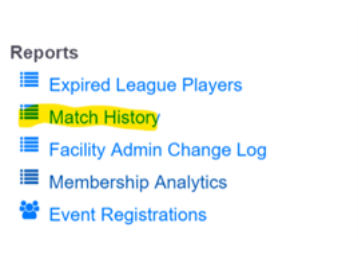 Reports
Expired League Players
Match History
Facility Admin Change Log
Membership Analytics
Event Registrations